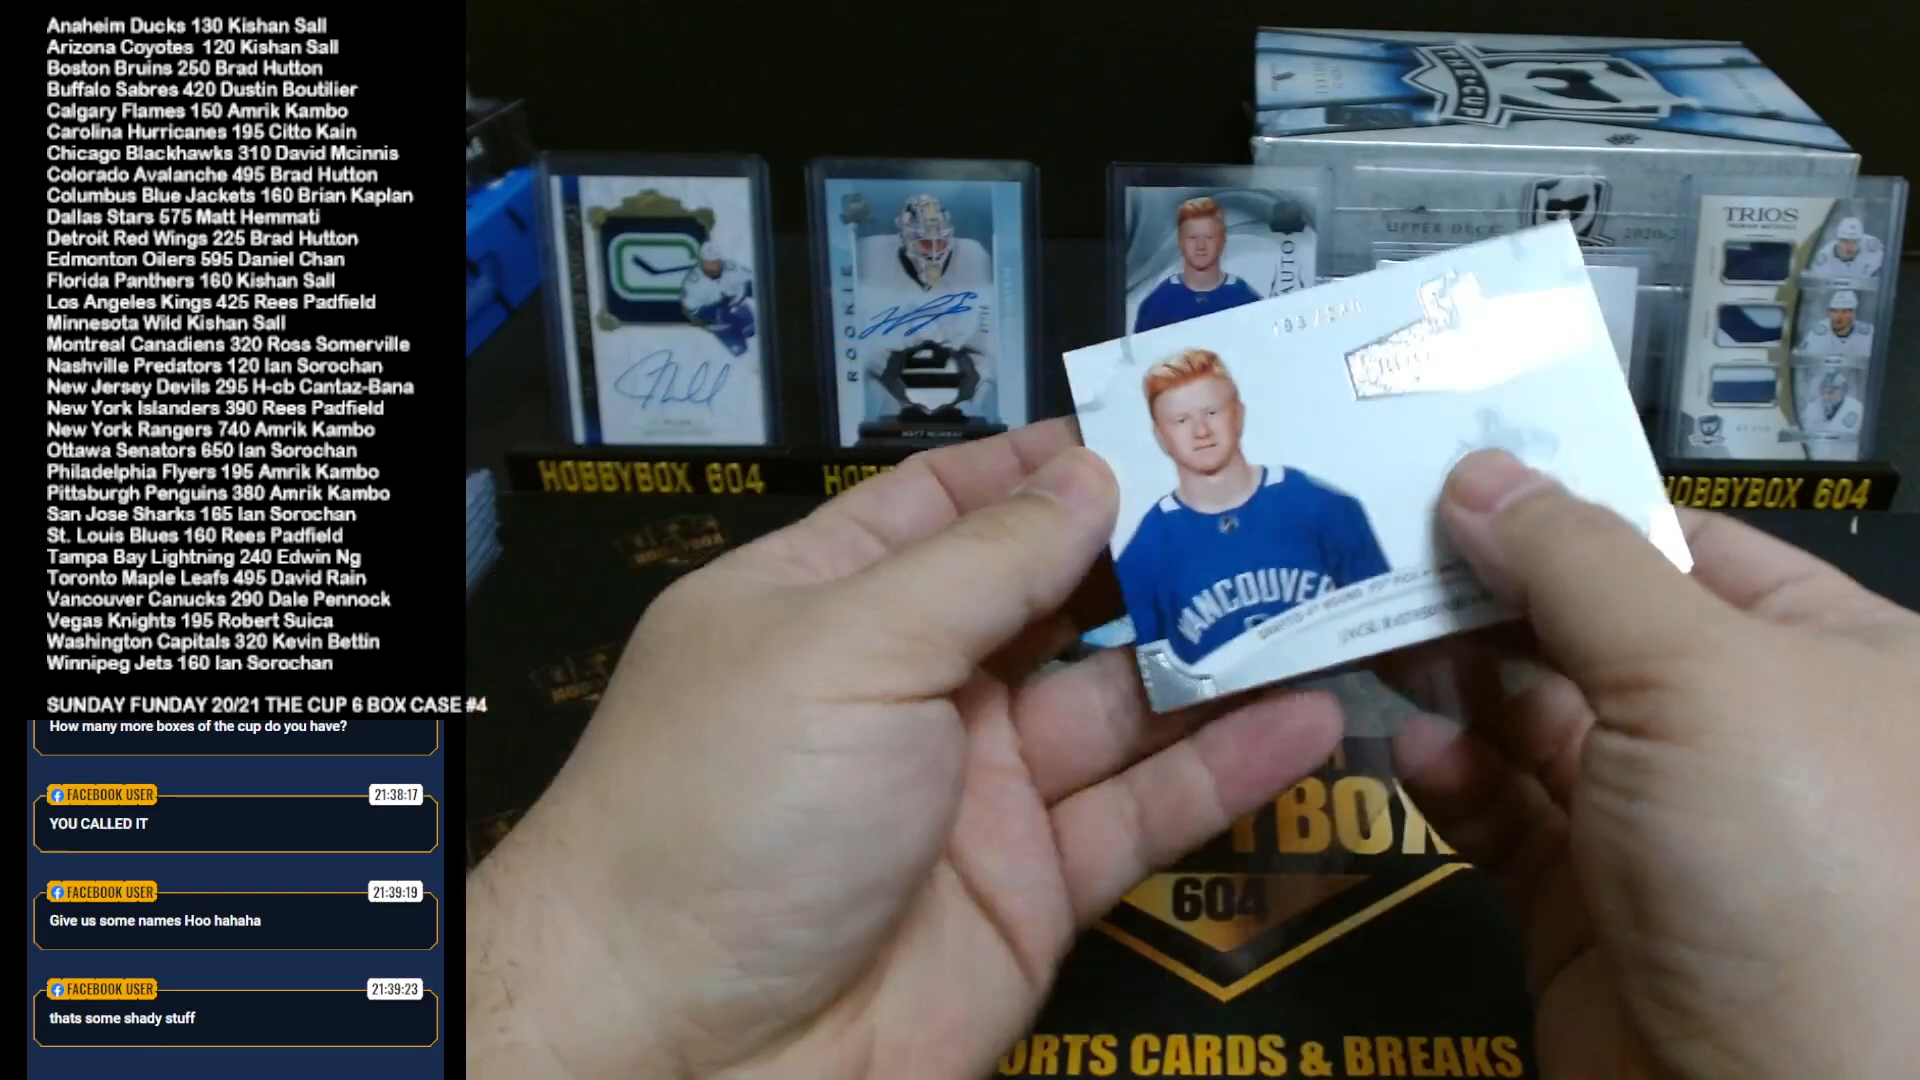 Anaheim Ducks 130 Kishan Sall
Arizona Coyotes 120 Kishan Sall
Boston Bruins 250 Brad Hutton
Buffalo Sabres 420 Dustin Boutilier
Calgary Flames 150 Amrik Kambo
Carolina Hurricanes 195 Citto Kain
Chicago Blackhawks 310 David Mcinnis
Colorado Avalanche 495 Brad Hutton
Columbus Blue Jackets 160 Brian Kaplan
Dallas Stars 575 Matt Hemmati
Detroit Red Wings 225 Brad Hutton
Edmonton Oilers 595 Daniel Chan
Florida Panthers 160 Kishan Sall
Los Angeles Kings 425 Rees Padfield
Minnesota Wild Kishan Sall
Montreal Canadiens 320 Ross Somerville
Nashville Predators 120 Ian Sorochan
New Jersey Devils 295 H-cb Cantaz-Bana
New York Islanders 390 Rees Padfield
New York Rangers 740 Amrik Kambo
Ottawa Senators 650 Ian Sorochan
Philadelphia Flyers 195 Amrik Kambo
Pittsburgh Penguins 380 Amrik Kambo
San Jose Sharks 165 Ian Sorochan
St. Louis Blues 160 Rees Padfield
Tampa Bay Lightning 240 Edwin Ng
Toronto Maple Leafs 495 David Rain
Vancouver Canucks 290 Dale Pennock
Vegas Knights 195 Robert Suica
Washington Capitals 320 Kevin Bettin
Winnipeg Jets 160 Ian Sorochan
SUNDAY FUNDAY 20/21 THE CUP 6 BOX CASE #4
How many more boxes of the cup do you have?
FACEBOOK USER 21:38:17
YOU CALLED IT
FACEBOOK USER 21:39:19
Give us some names Hoo hahaha
FACEBOOK USER 21:39:23
thats some shady stuff
THE CUP
UPPER DECK
ROOKIE
AUTO
TRIOS
HOBBYBOX 604
HOBBYBOX 604
VANCOUVER
604
SPORTS CARDS & BREAKS